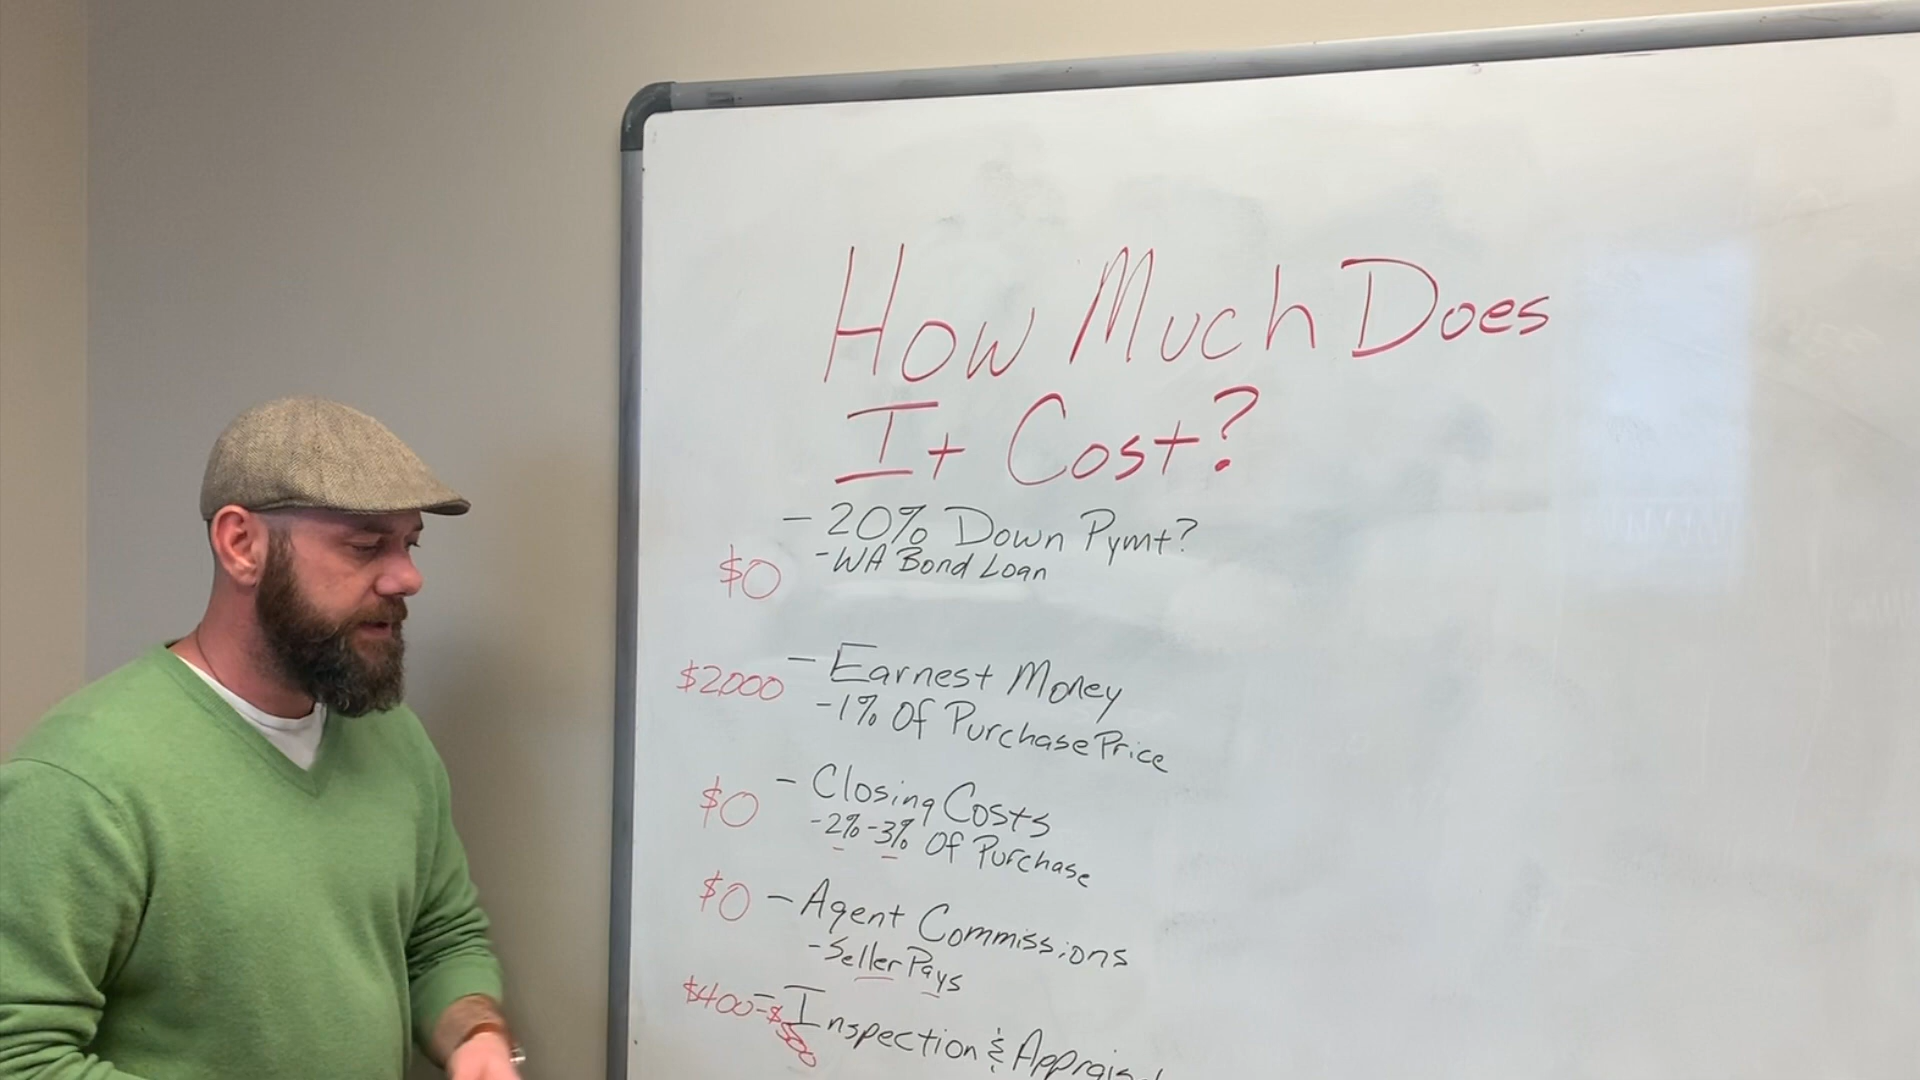 How Much Does
It Cost?
- 20% Down Pymt?
$0 - WA Bond Loan
$2000 - Earnest Money
- 1% Of Purchase Price
$0 - Closing Costs
- 2% - 3% Of Purchase
$0 - Agent Commissions
- Seller Pays
$400 - $500 - Inspection &